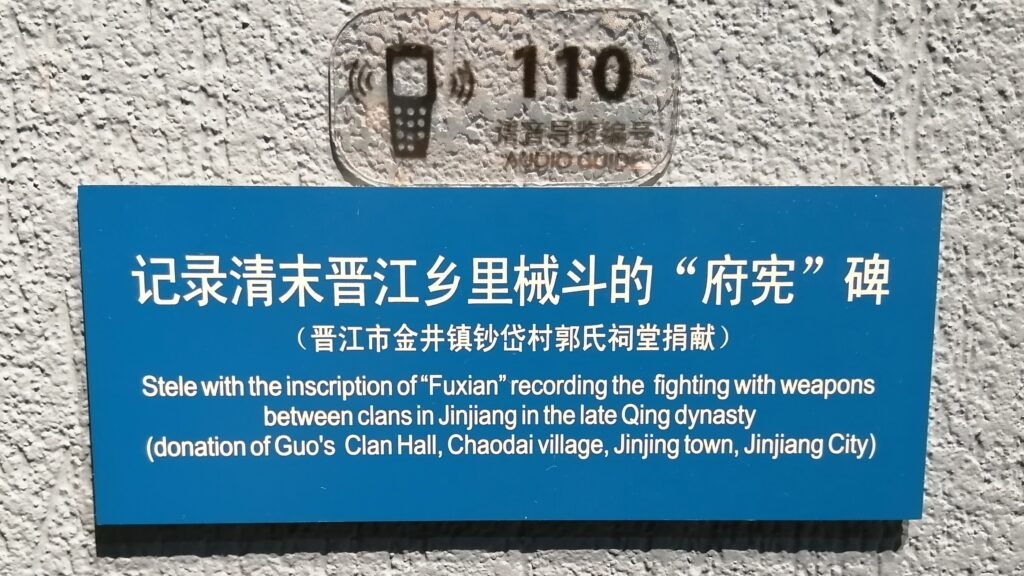 110
语音导览编号
AUDIO GUIDE
记录清末晋江乡里械斗的“府宪”碑
（晋江市金井镇钞岱村郭氏祠堂捐献）
Stele with the inscription of “Fuxian” recording the fighting with weapons
between clans in Jinjiang in the late Qing dynasty
(donation of Guo's Clan Hall, Chaodai village, Jinjing town, Jinjiang City)